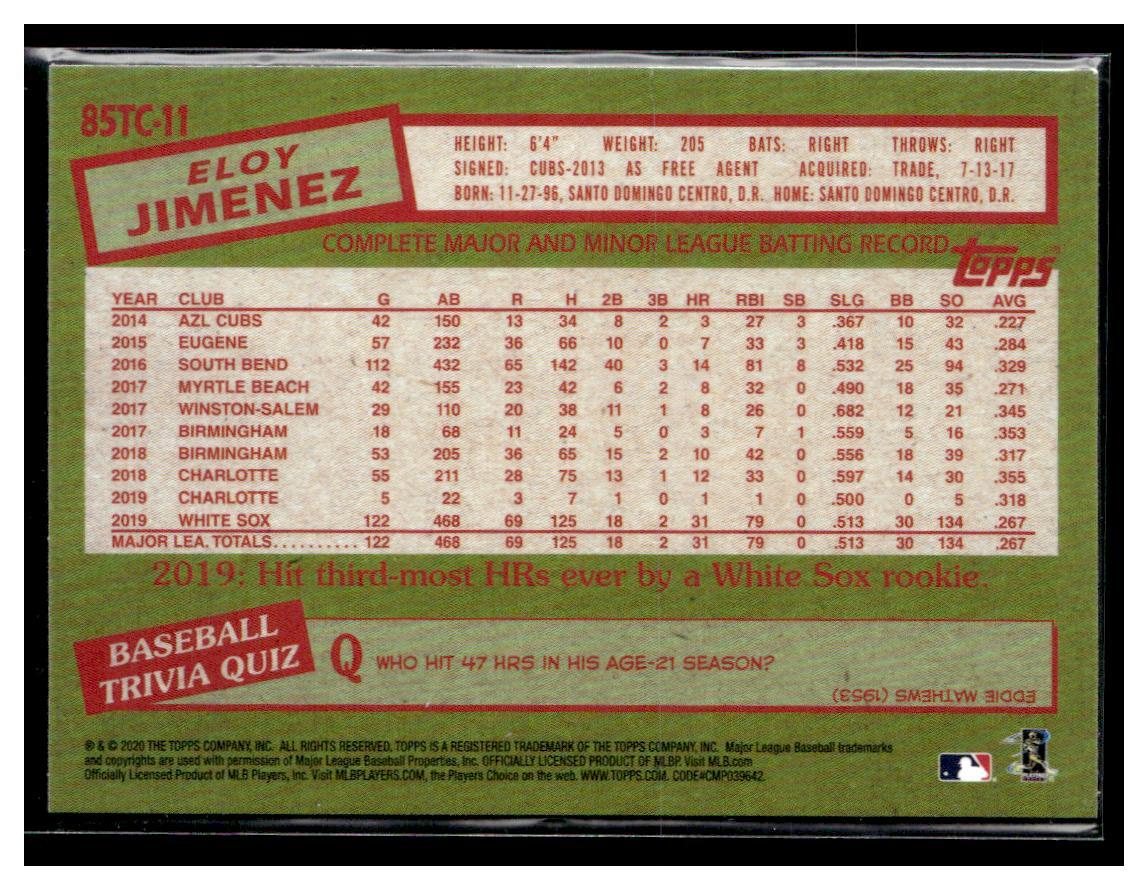 85TC-11
ELOY
JIMENEZ
HEIGHT: 6'4" WEIGHT: 205 BATS: RIGHT THROWS: RIGHT
SIGNED: CUBS-2013 AS FREE AGENT ACQUIRED: TRADE, 7-13-17
BORN: 11-27-96, SANTO DOMINGO CENTRO, D.R. HOME: SANTO DOMINGO CENTRO, D.R.
COMPLETE MAJOR AND MINOR LEAGUE BATTING RECORD
topps
YEAR CLUB G AB R H 2B 3B HR RBI SB SLG BB SO AVG
2014 AZL CUBS 42 150 13 34 8 2 3 27 3 .367 10 32 .227
2015 EUGENE 57 232 36 66 10 0 7 33 3 .418 15 43 .284
2016 SOUTH BEND 112 432 65 142 40 3 14 81 8 .532 25 94 .329
2017 MYRTLE BEACH 42 155 23 42 6 2 8 32 0 .490 18 35 .271
2017 WINSTON-SALEM 29 110 20 38 11 1 8 26 0 .682 12 21 .345
2017 BIRMINGHAM 18 68 11 24 5 0 3 7 1 .559 5 16 .353
2018 BIRMINGHAM 53 205 36 65 15 2 10 42 0 .556 18 39 .317
2018 CHARLOTTE 55 211 28 75 13 1 12 33 0 .597 14 30 .355
2019 CHARLOTTE 5 22 3 7 1 0 1 1 0 .500 0 5 .318
2019 WHITE SOX 122 468 69 125 18 2 31 79 0 .513 30 134 .267
MAJOR LEA. TOTALS.......... 122 468 69 125 18 2 31 79 0 .513 30 134 .267
2019: Hit third-most HRs ever by a White Sox rookie.
BASEBALL
TRIVIA QUIZ
Q WHO HIT 47 HRS IN HIS AGE-21 SEASON?
EDDIE MATHEWS (1953)
® & © 2020 THE TOPPS COMPANY, INC. ALL RIGHTS RESERVED. TOPPS IS A REGISTERED TRADEMARK OF THE TOPPS COMPANY, INC. Major League Baseball trademarks
and copyrights are used with permission of Major League Baseball Properties, Inc. OFFICIALLY LICENSED PRODUCT OF MLBP. Visit MLB.com
Officially Licensed Product of MLB Players, Inc. Visit MLBPLAYERS.COM, the Players Choice on the web. WWW.TOPPS.COM. CODE#CMP039642.